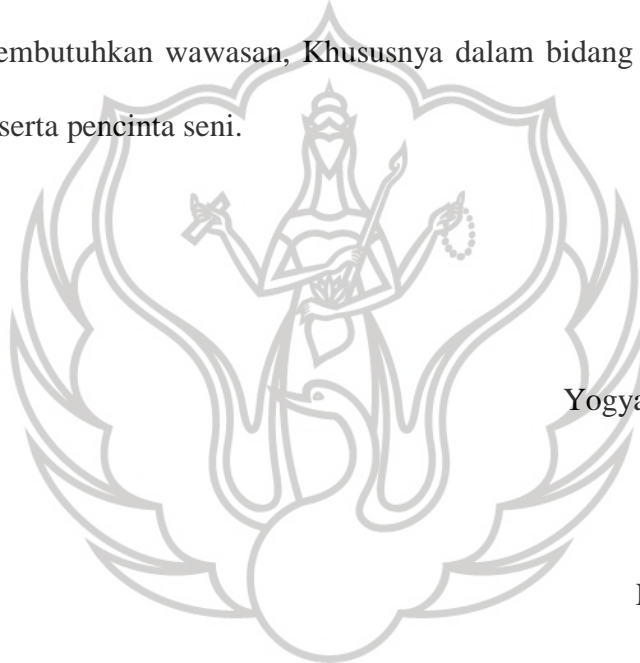 embutuhkan wawasan, Khususnya dalam bidang
serta pencinta seni.
Yogya